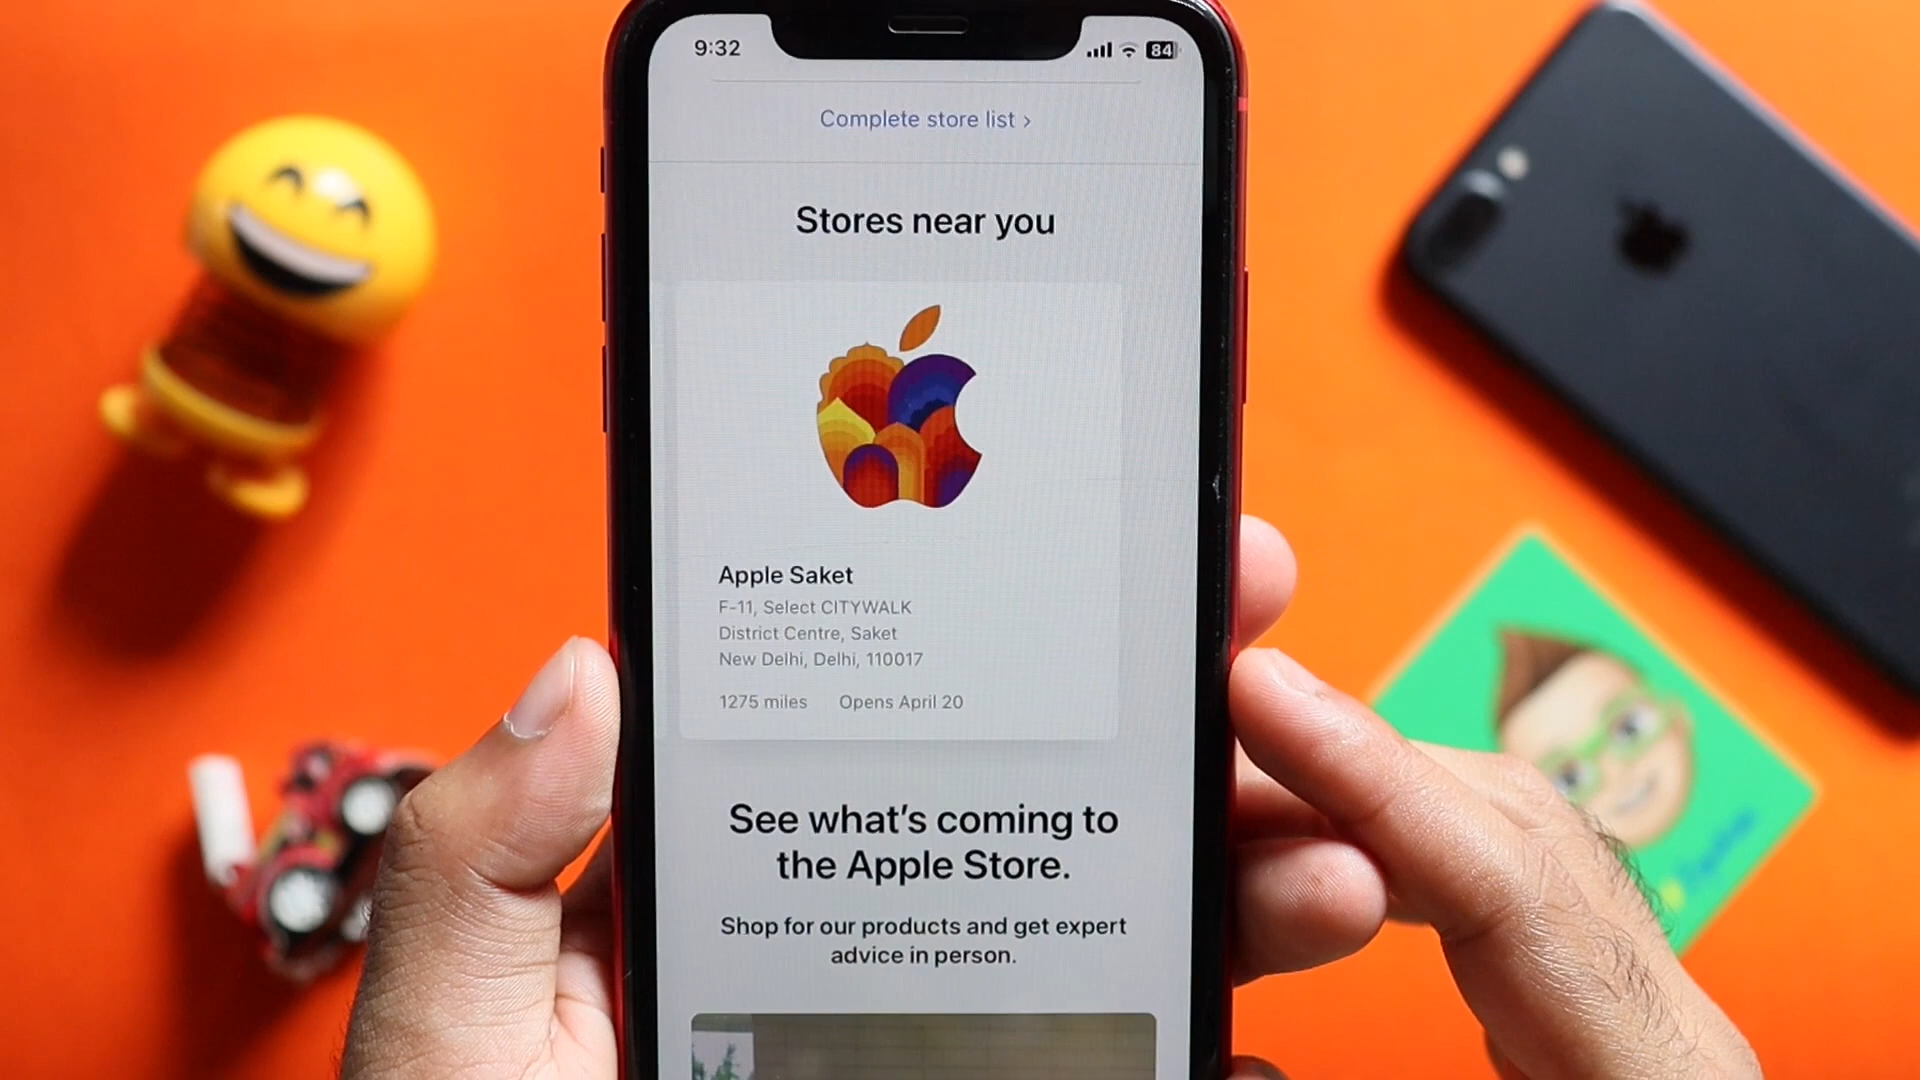 9:32
84
Complete store list >
Stores near you
Apple Saket
F-11, Select CITYWALK
District Centre, Saket
New Delhi, Delhi, 110017
1275 miles Opens April 20
See what's coming to
the Apple Store.
Shop for our products and get expert
advice in person.